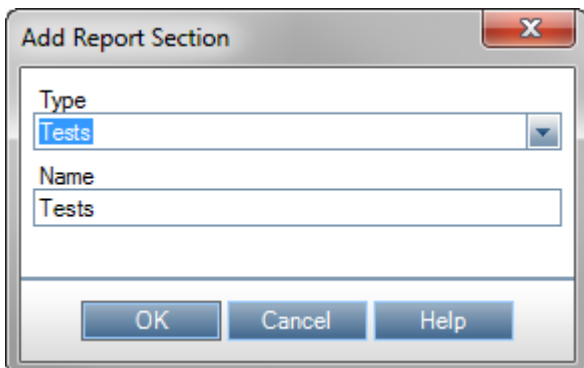 Add Report Section
Type
Tests
Name
Tests
OK Cancel Help